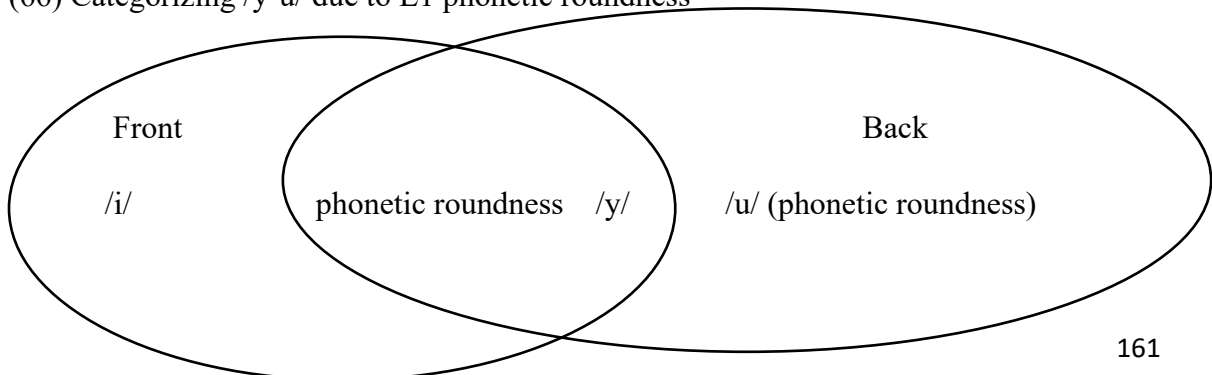 (66) Categorizing /y-u/ due to L1 phonetic roundness
Front Back
/i/ phonetic roundness /y/ /u/ (phonetic roundness)
161